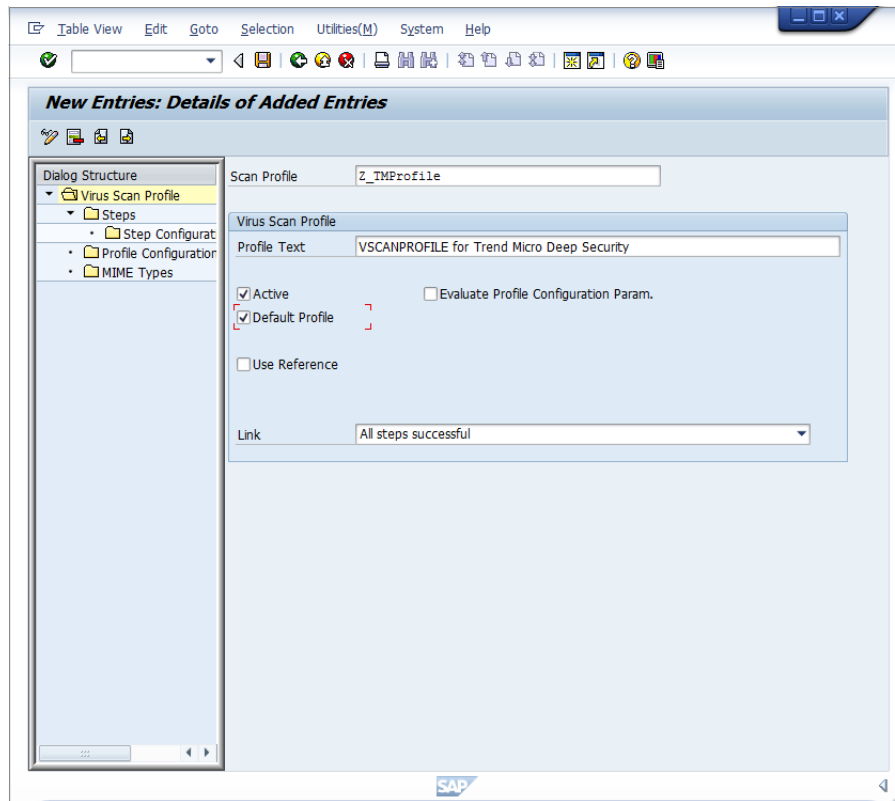 Table View Edit Goto Selection Utilities(M) System Help
New Entries: Details of Added Entries
Dialog Structure
Virus Scan Profile
Steps
Step Configurat
Profile Configuration
MIME Types
Scan Profile Z_TMProfile
Virus Scan Profile
Profile Text VSCANPROFILE for Trend Micro Deep Security
Active Evaluate Profile Configuration Param.
Default Profile
Use Reference
Link All steps successful
SAP